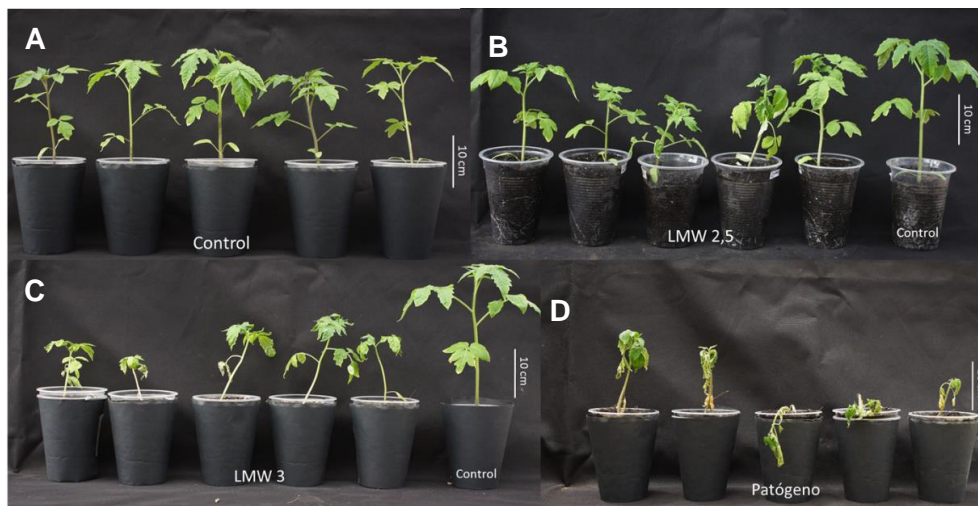 A
10 cm
Control
B
10 cm
LMW 2,5
Control
C
10 cm
LMW 3
Control
D
Patógeno